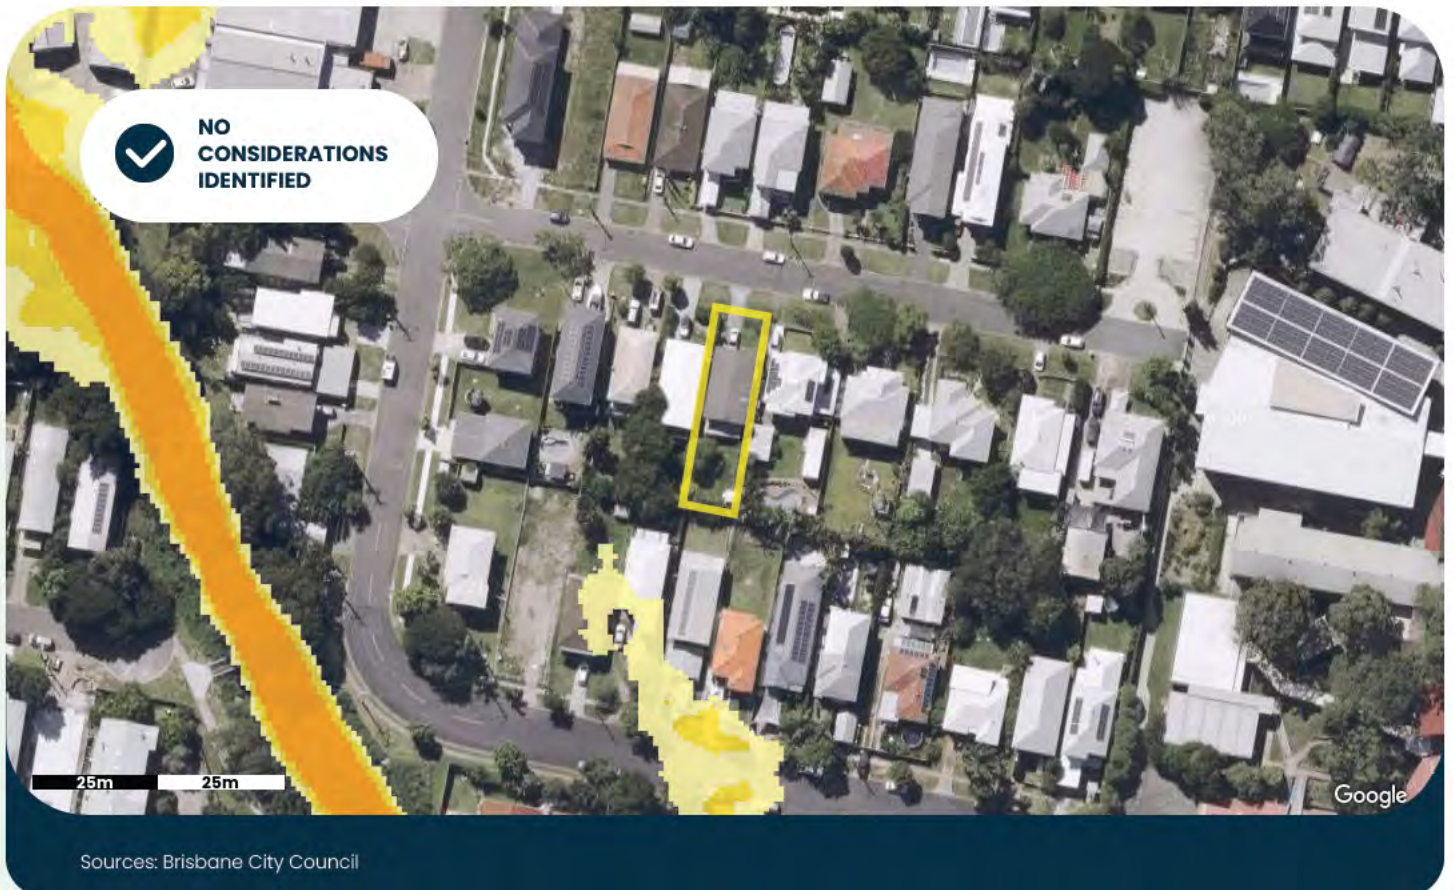 NO
CONSIDERATIONS
IDENTIFIED
25m 25m
Google
Sources: Brisbane City Council